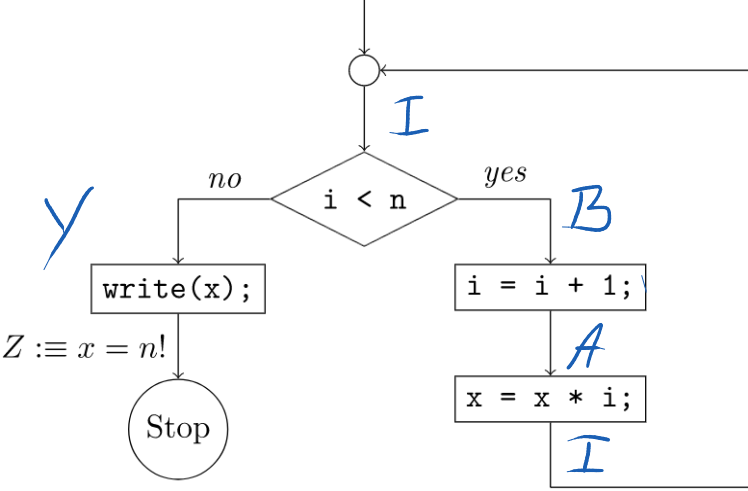 I
no
i < n
yes
Y
B
write(x);
i = i + 1;
Z :≡ x = n!
A
x = x * i;
Stop
I